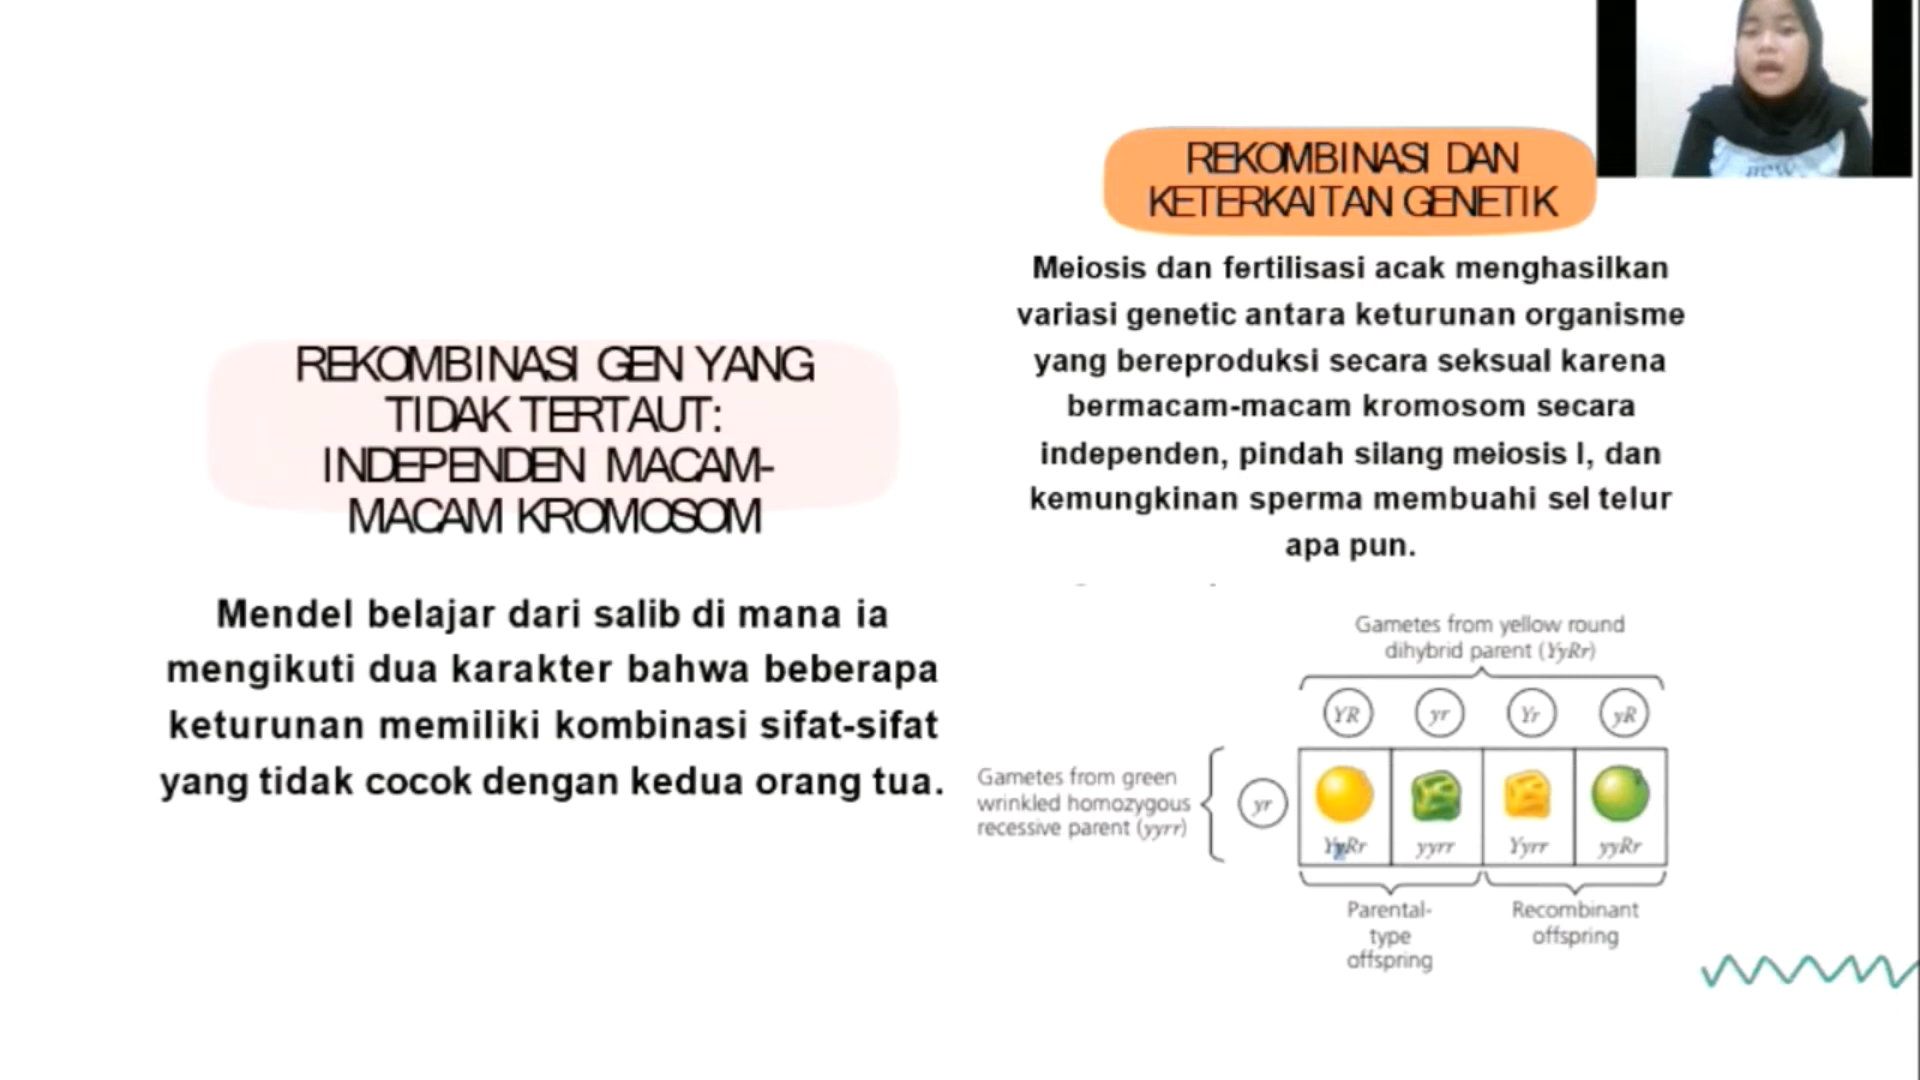 REKOMBINASI GEN YANG
TIDAK TERTAUT:
INDEPENDEN MACAM-
MACAM KROMOSOM
Mendel belajar dari salib di mana ia
mengikuti dua karakter bahwa beberapa
keturunan memiliki kombinasi sifat-sifat
yang tidak cocok dengan kedua orang tua.
REKOMBINASI DAN
KETERKAITAN GENETIK
Meiosis dan fertilisasi acak menghasilkan
variasi genetic antara keturunan organisme
yang bereproduksi secara seksual karena
bermacam-macam kromosom secara
independen, pindah silang meiosis I, dan
kemungkinan sperma membuahi sel telur
apa pun.
Gametes from yellow round
dihybrid parent (YyRr)
YR yr Yr yR
Gametes from green
wrinkled homozygous
recessive parent (yyrr)
yr
YyRr yyrr Yyrr yyRr
Parental-
type
offspring
Recombinant
offspring